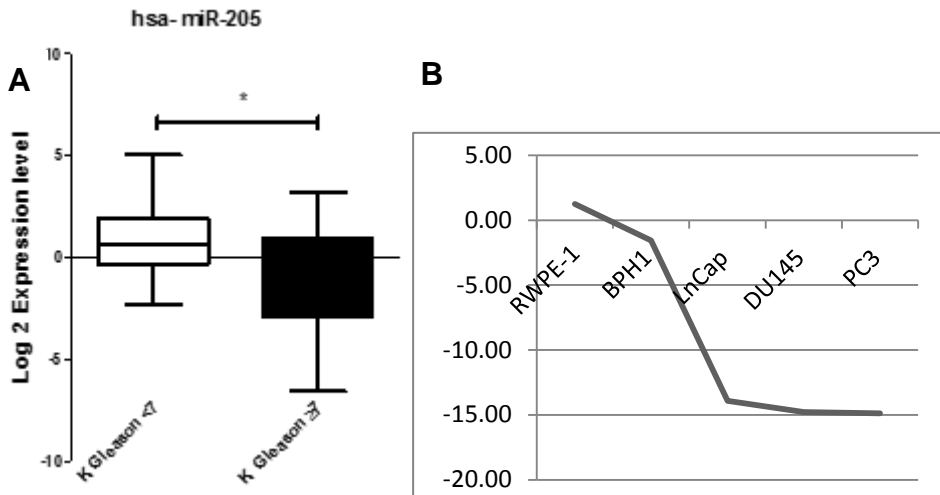 hsa- miR-205
A
*
Log 2 Expression level
10
5
0
-5
-10
K Gleason <7
K Gleason ≥7
B
5.00
0.00
-5.00
-10.00
-15.00
-20.00
RWPE-1
BPH1
LnCap
DU145
PC3